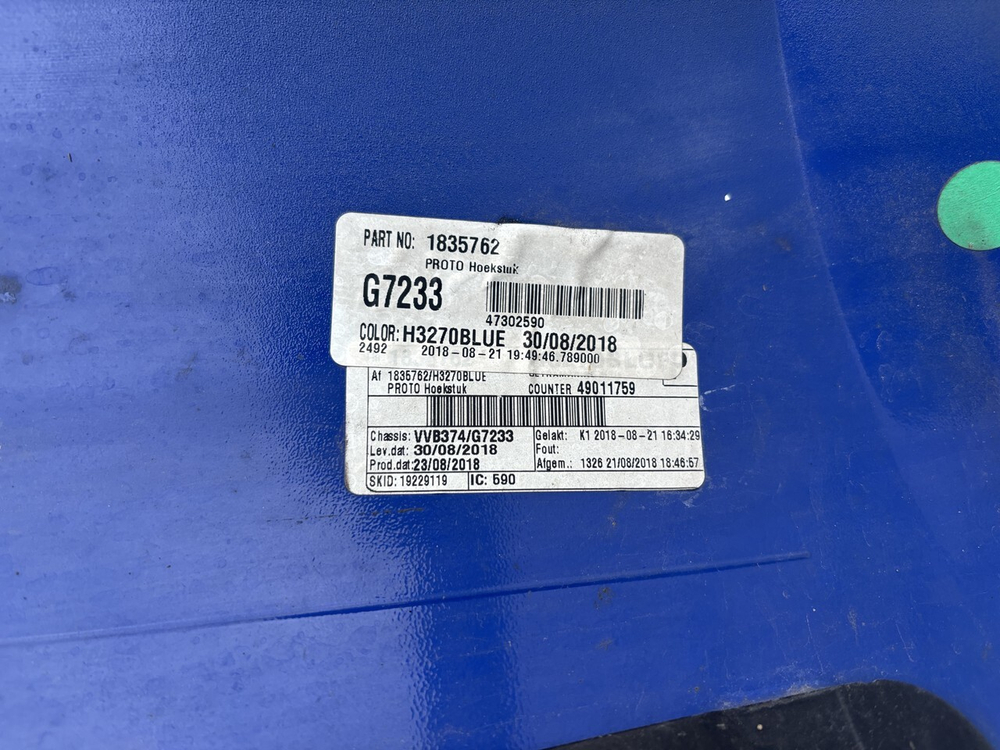 PART NO: 1835762
PROTO Hoekstuk
G7233
47302590
COLOR: H3270BLUE 30/08/2018
2492 2018-08-21 19:49:46.789000
Af 1835762/H3270BLUE
PROTO Hoekstuk COUNTER 49011759
Chassis: VVB374/G7233 Gelakt: K1 2018-08-21 16:34:29
Lev.dat: 30/08/2018 Fout:
Prod.dat: 23/08/2018 Afgem.: 1326 21/08/2018 18:46:57
SKID: 19229119 IC: 590